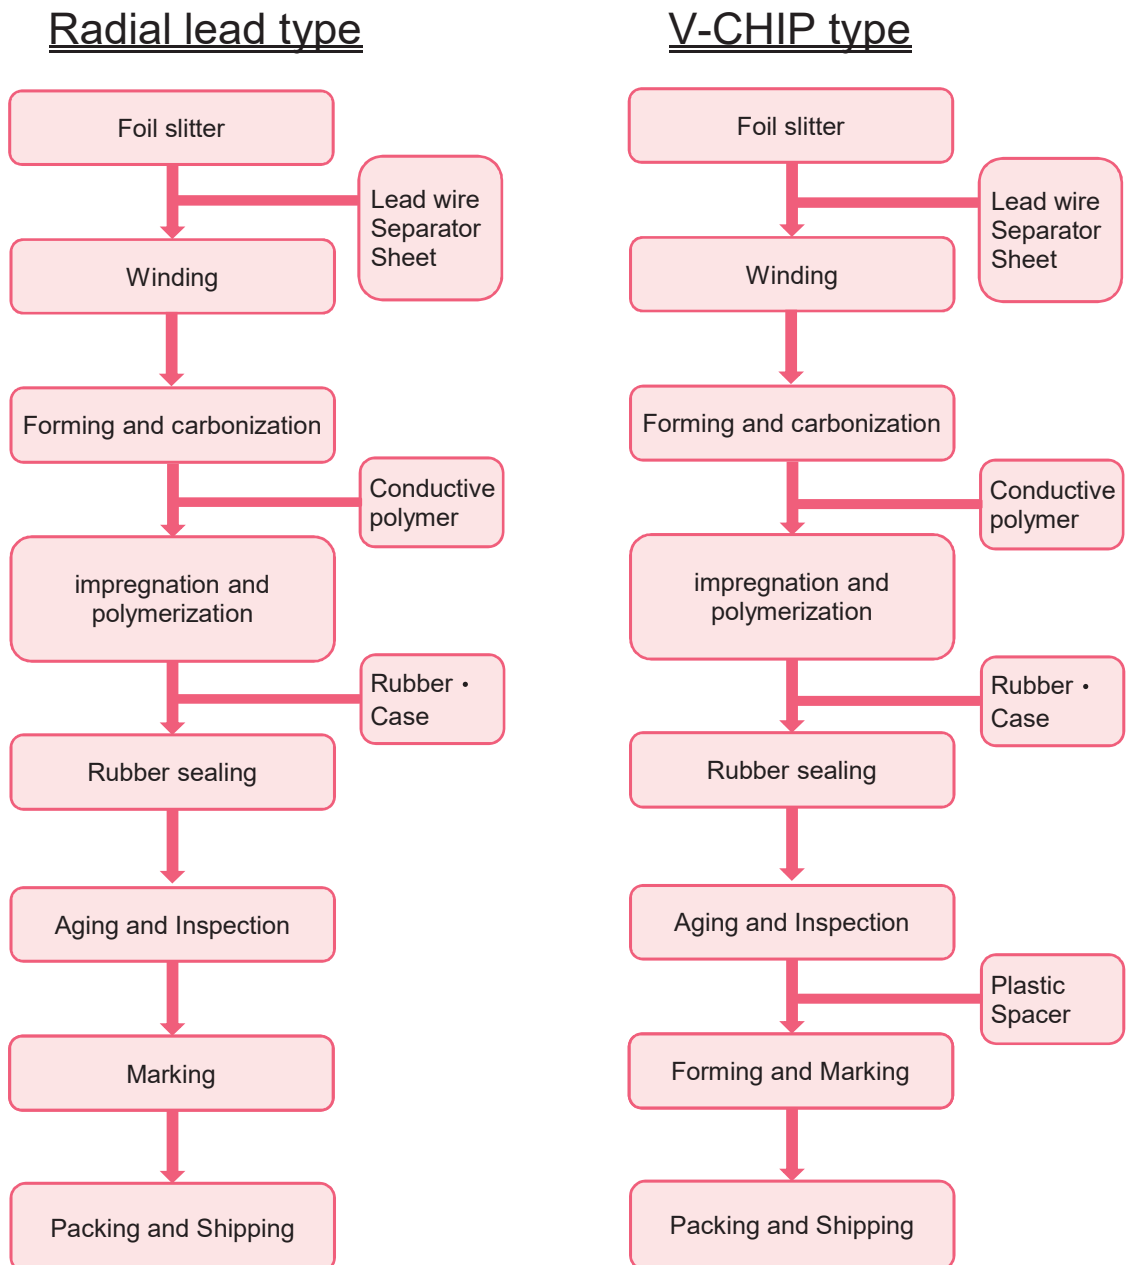 Radial lead type
Foil slitter
Lead wire
Separator
Sheet
Winding
Forming and carbonization
Conductive
polymer
impregnation and
polymerization
Rubber・
Case
Rubber sealing
Aging and Inspection
Marking
Packing and Shipping
V-CHIP type
Foil slitter
Lead wire
Separator
Sheet
Winding
Forming and carbonization
Conductive
polymer
impregnation and
polymerization
Rubber・
Case
Rubber sealing
Aging and Inspection
Plastic
Spacer
Forming and Marking
Packing and Shipping